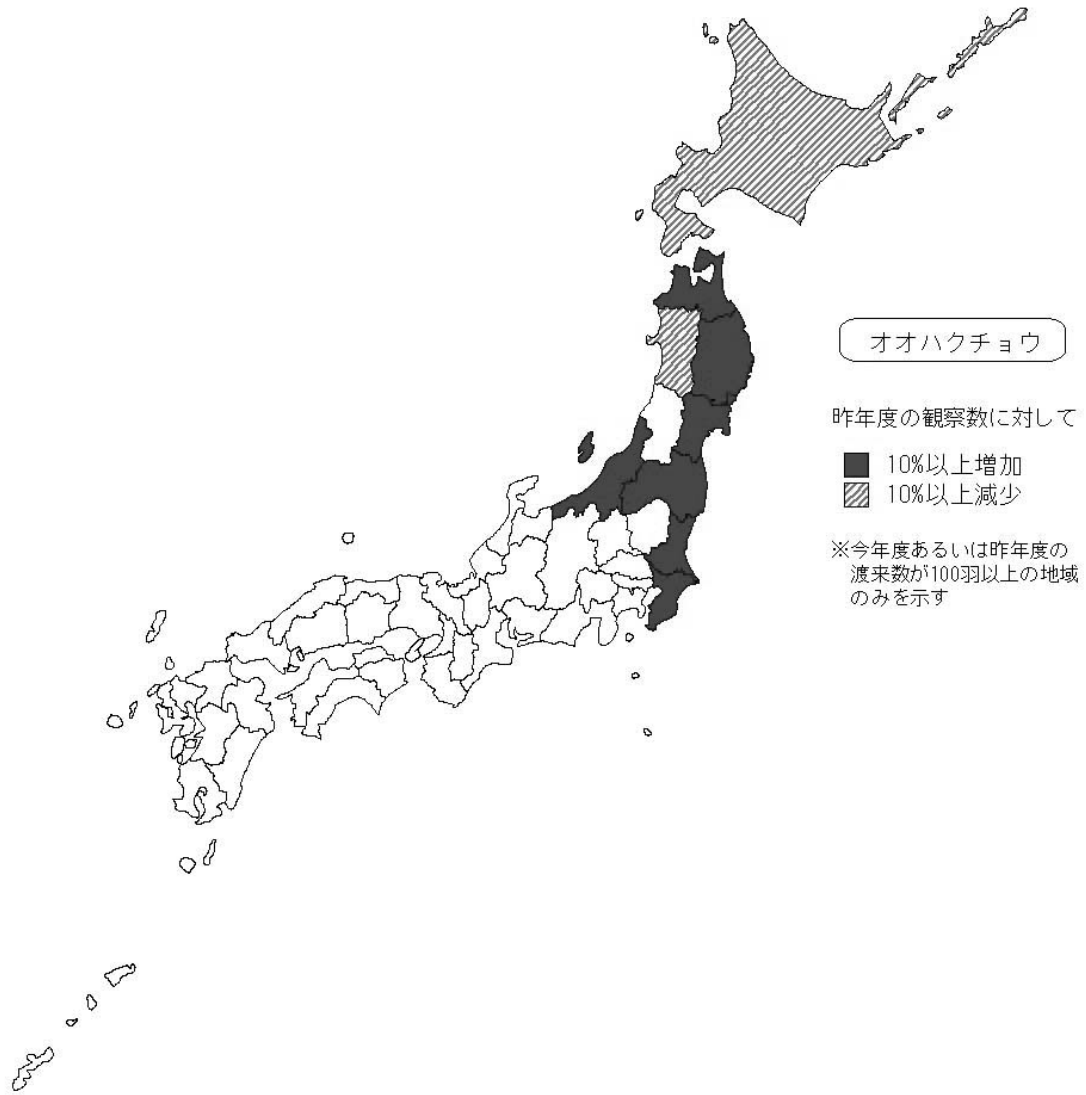 オオハクチョウ
昨年度の観察数に対して
10%以上増加
10%以上減少
※今年度あるいは昨年度の
渡来数が100羽以上の地域
のみを示す